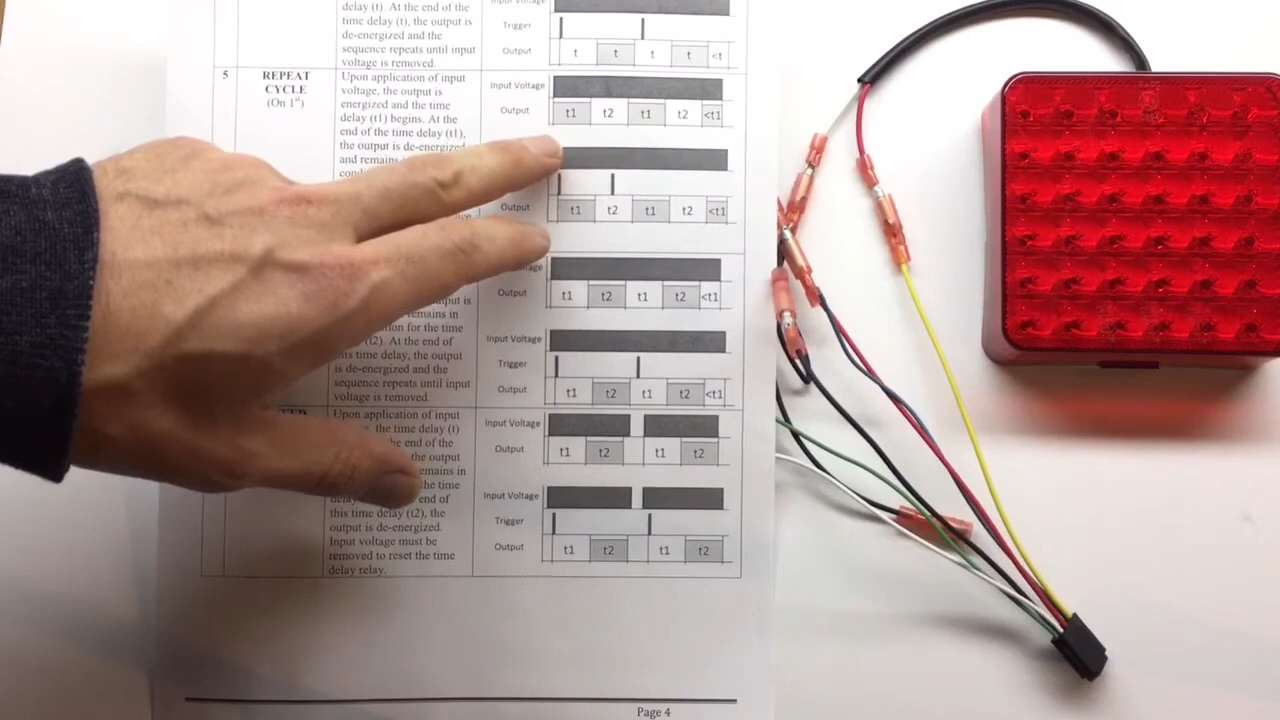 delay (t). At the end of the
time delay (t), the output is
de-energized and the
sequence repeats until input
voltage is removed.
Input Voltage
Trigger
Output t t t t <t
5 REPEAT
CYCLE
(On 1st)
Upon application of input
voltage, the output is
energized and the time
delay (t1) begins. At the
end of the time delay (t1),
the output is de-energized
and remains
Input Voltage
Output t1 t2 t1 t2 <t1
Output t1 t2 t1 t2 <t1
input is
remains in
for the time
(t2). At the end of
this time delay, the output
is de-energized and the
sequence repeats until input
voltage is removed.
Output t1 t2 t1 t2 <t1
Input Voltage
Trigger
Output t1 t2 t1 t2 <t1
Upon application of input
the time delay (t)
the end of the
the output
remains in
the time
delay end of
this time delay (t2), the
output is de-energized.
Input voltage must be
removed to reset the time
delay relay.
Input Voltage
Output t1 t2 t1 t2
Input Voltage
Trigger
Output t1 t2 t1 t2
Page 4